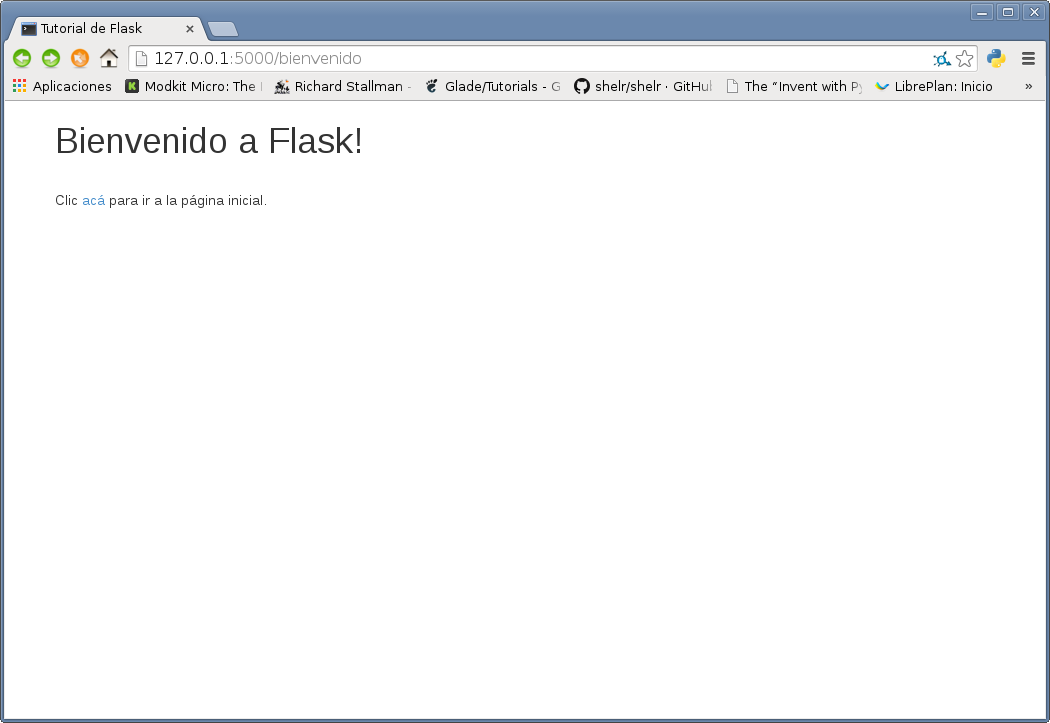 Tutorial de Flask
127.0.0.1:5000/bienvenido
Aplicaciones Modkit Micro: The Richard Stallman - Glade/Tutorials - G shelr/shelr · GitHu The “Invent with Py LibrePlan: Inicio »
Bienvenido a Flask!
Clic acá para ir a la página inicial.